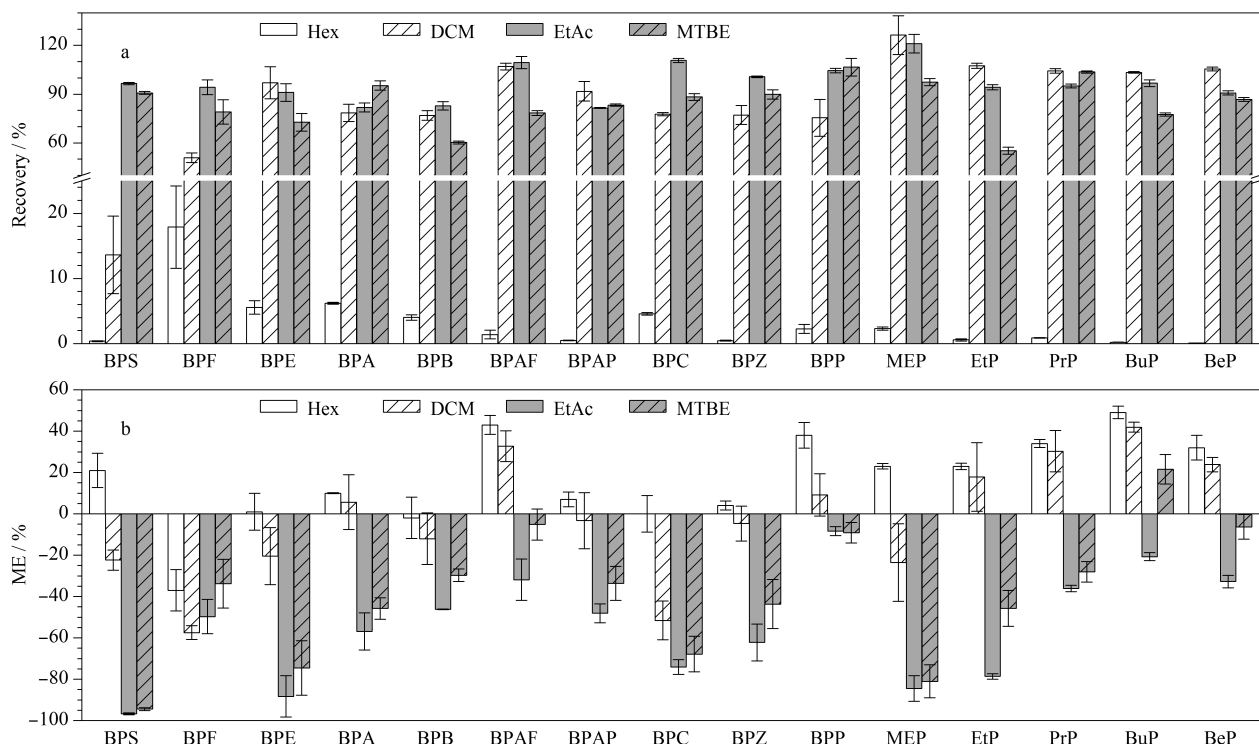 a
Hex DCM EtAc MTBE
Recovery / %
120
90
60
20
10
0
BPS BPF BPE BPA BPB BPAF BPAP BPC BPZ BPP MEP EtP PrP BuP BeP
b
Hex DCM EtAc MTBE
ME / %
60
40
20
0
−20
−40
−60
−80
−100
BPS BPF BPE BPA BPB BPAF BPAP BPC BPZ BPP MEP EtP PrP BuP BeP